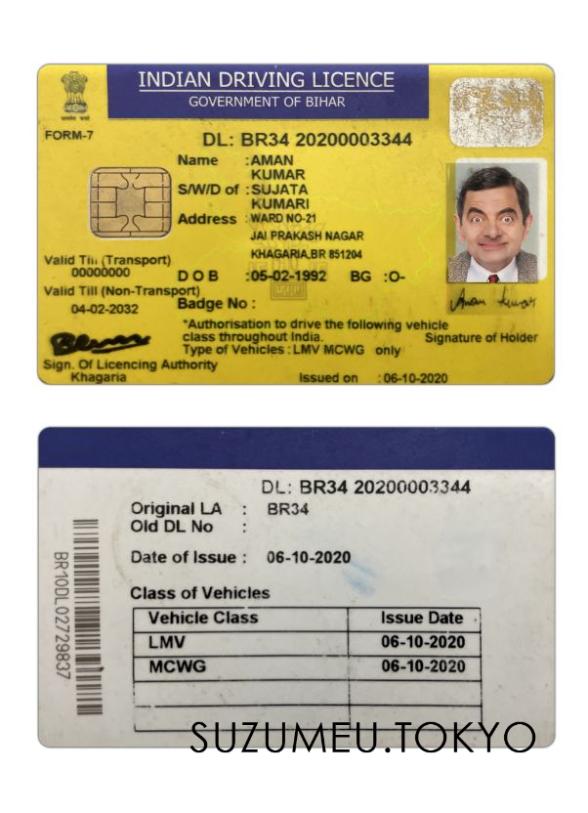 INDIAN DRIVING LICENCE
GOVERNMENT OF BIHAR
FORM-7
DL: BR34 20200003344
Name :AMAN
KUMAR
S/W/D of :SUJATA
KUMARI
Address :WARD NO-21
JAI PRAKASH NAGAR
KHAGARIA,BR 851204
Valid Till (Transport)
00000000
D O B :05-02-1992 BG :O-
Valid Till (Non-Transport)
04-02-2032
Badge No :
Aman Kumar
*Authorisation to drive the following vehicle
class throughout India.
Signature of Holder
Type of Vehicles : LMV MCWG only
Sign. Of Licencing Authority
Khagaria
Issued on : 06-10-2020
DL: BR34 20200003344
Original LA : BR34
Old DL No :
Date of Issue : 06-10-2020
BR10DL02729837
Class of Vehicles
Vehicle Class Issue Date
LMV 06-10-2020
MCWG 06-10-2020
SUZUMEU.TOKYO